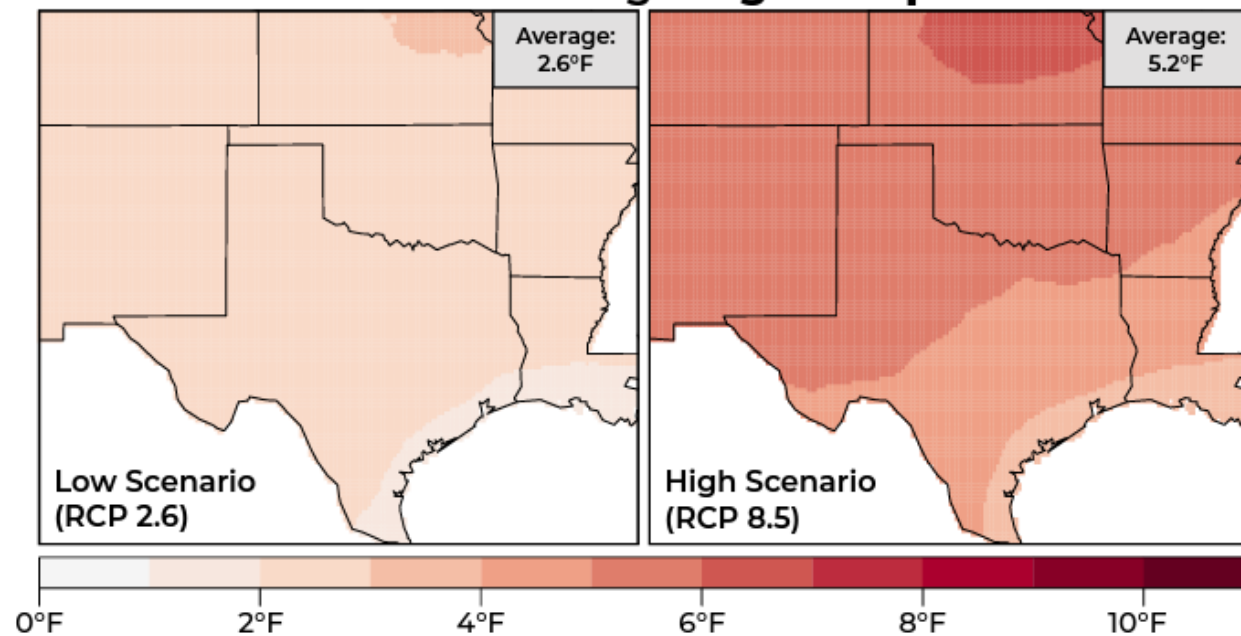 Average:
2.6°F
Average:
5.2°F
Low Scenario
(RCP 2.6)
High Scenario
(RCP 8.5)
0°F 2°F 4°F 6°F 8°F 10°F